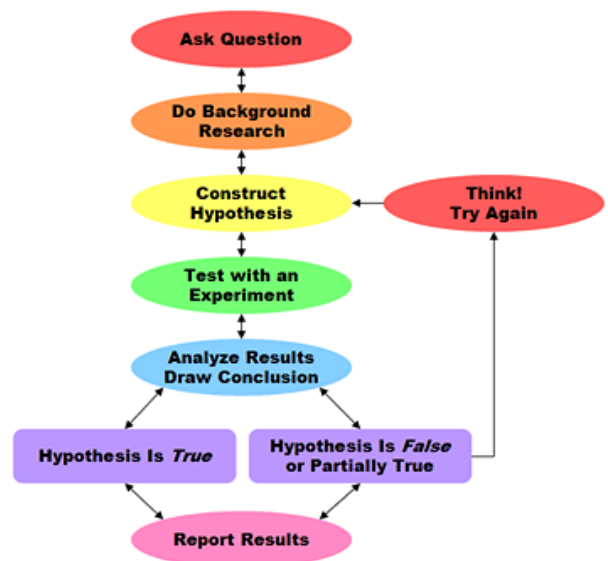 Ask Question
Do Background
Research
Construct
Hypothesis
Think!
Try Again
Test with an
Experiment
Analyze Results
Draw Conclusion
Hypothesis Is True
Hypothesis Is False
or Partially True
Report Results